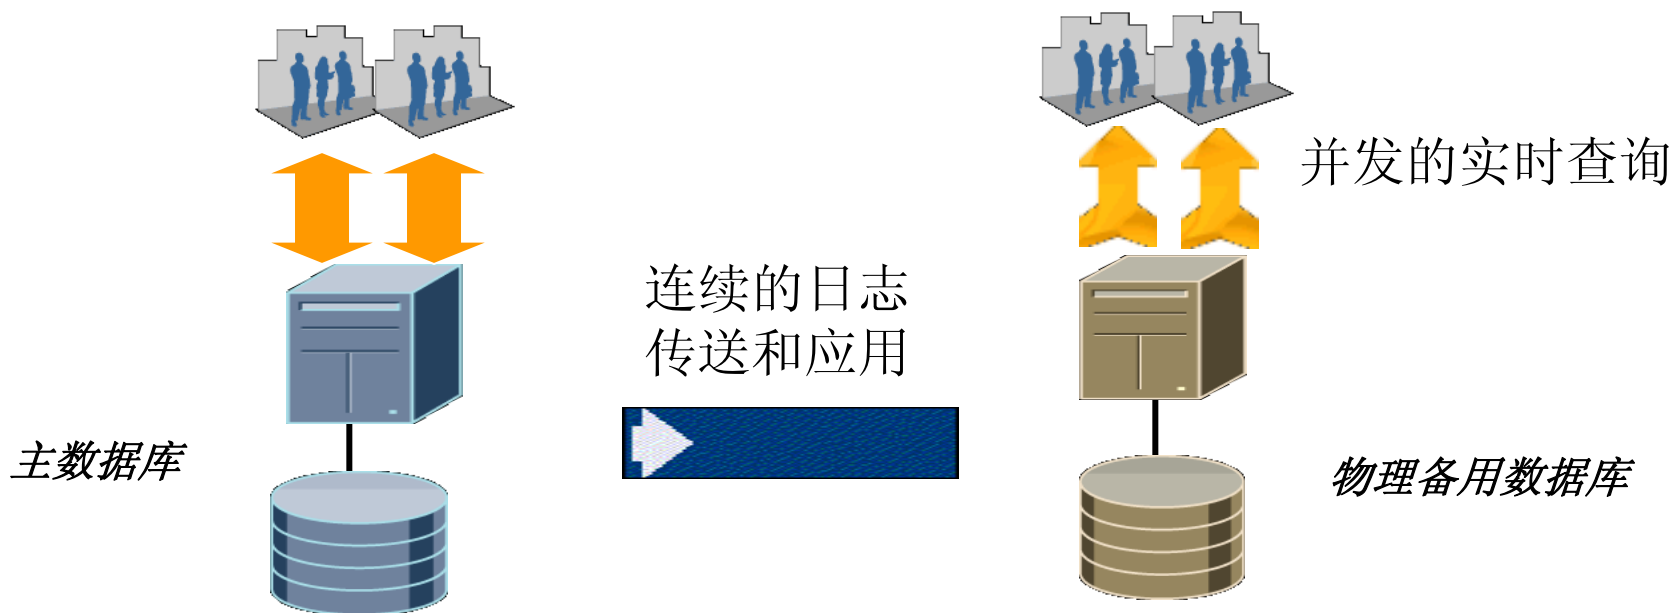 并发的实时查询
连续的日志
传送和应用
主数据库
物理备用数据库